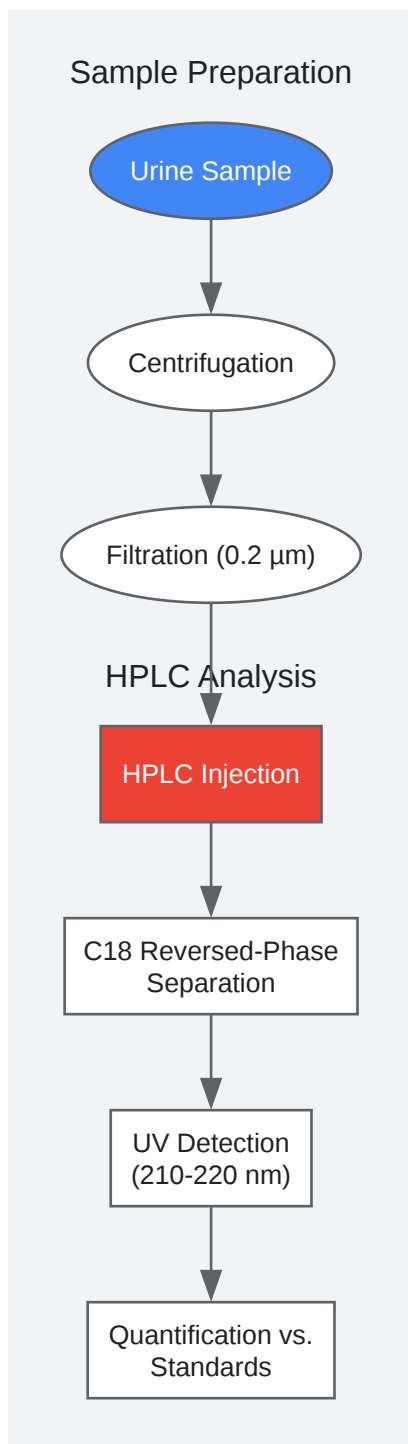 Sample Preparation
Urine Sample
Centrifugation
Filtration (0.2 µm)
HPLC Analysis
HPLC Injection
C18 Reversed-Phase
Separation
UV Detection
(210-220 nm)
Quantification vs.
Standards